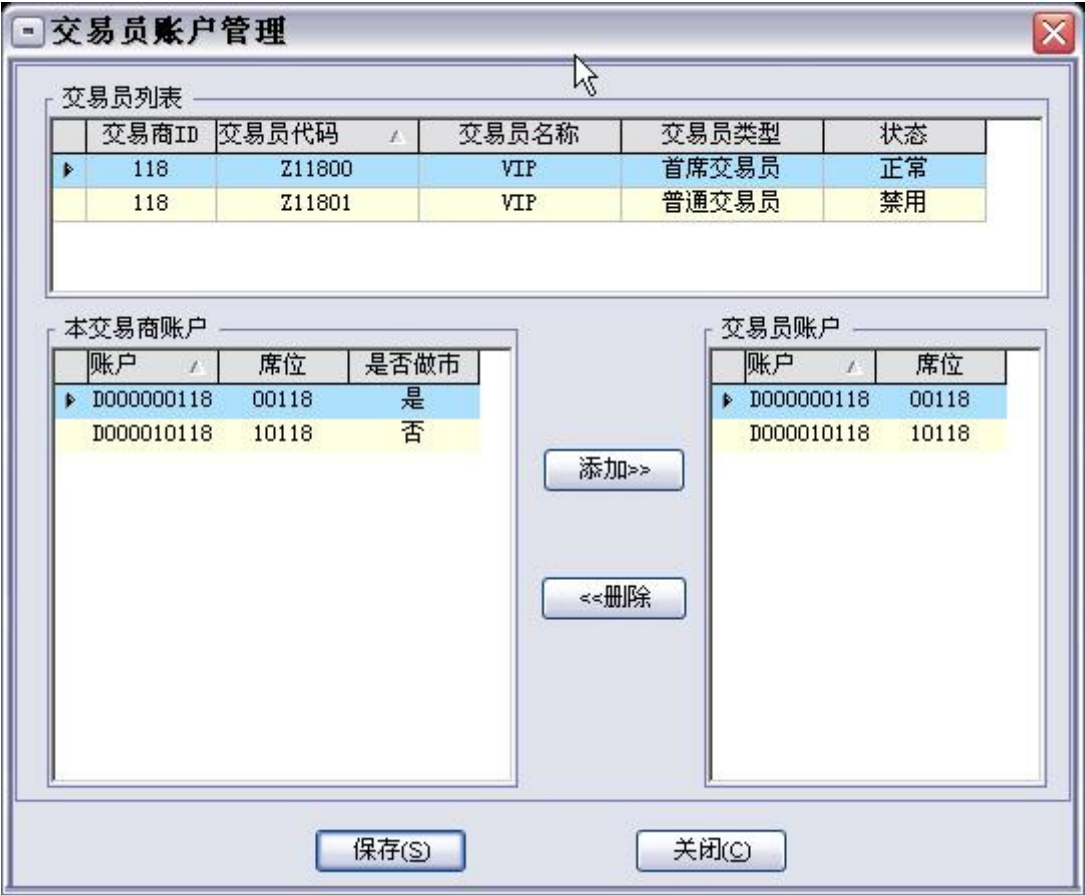 交易员账户管理
交易员列表
交易商ID 交易员代码 交易员名称 交易员类型 状态
118 Z11800 VIP 首席交易员 正常
118 Z11801 VIP 普通交易员 禁用
本交易商账户
账户 席位 是否做市
D000000118 00118 是
D000010118 10118 否
添加>>
<<删除
交易员账户
账户 席位
D000000118 00118
D000010118 10118
保存(S)
关闭(C)